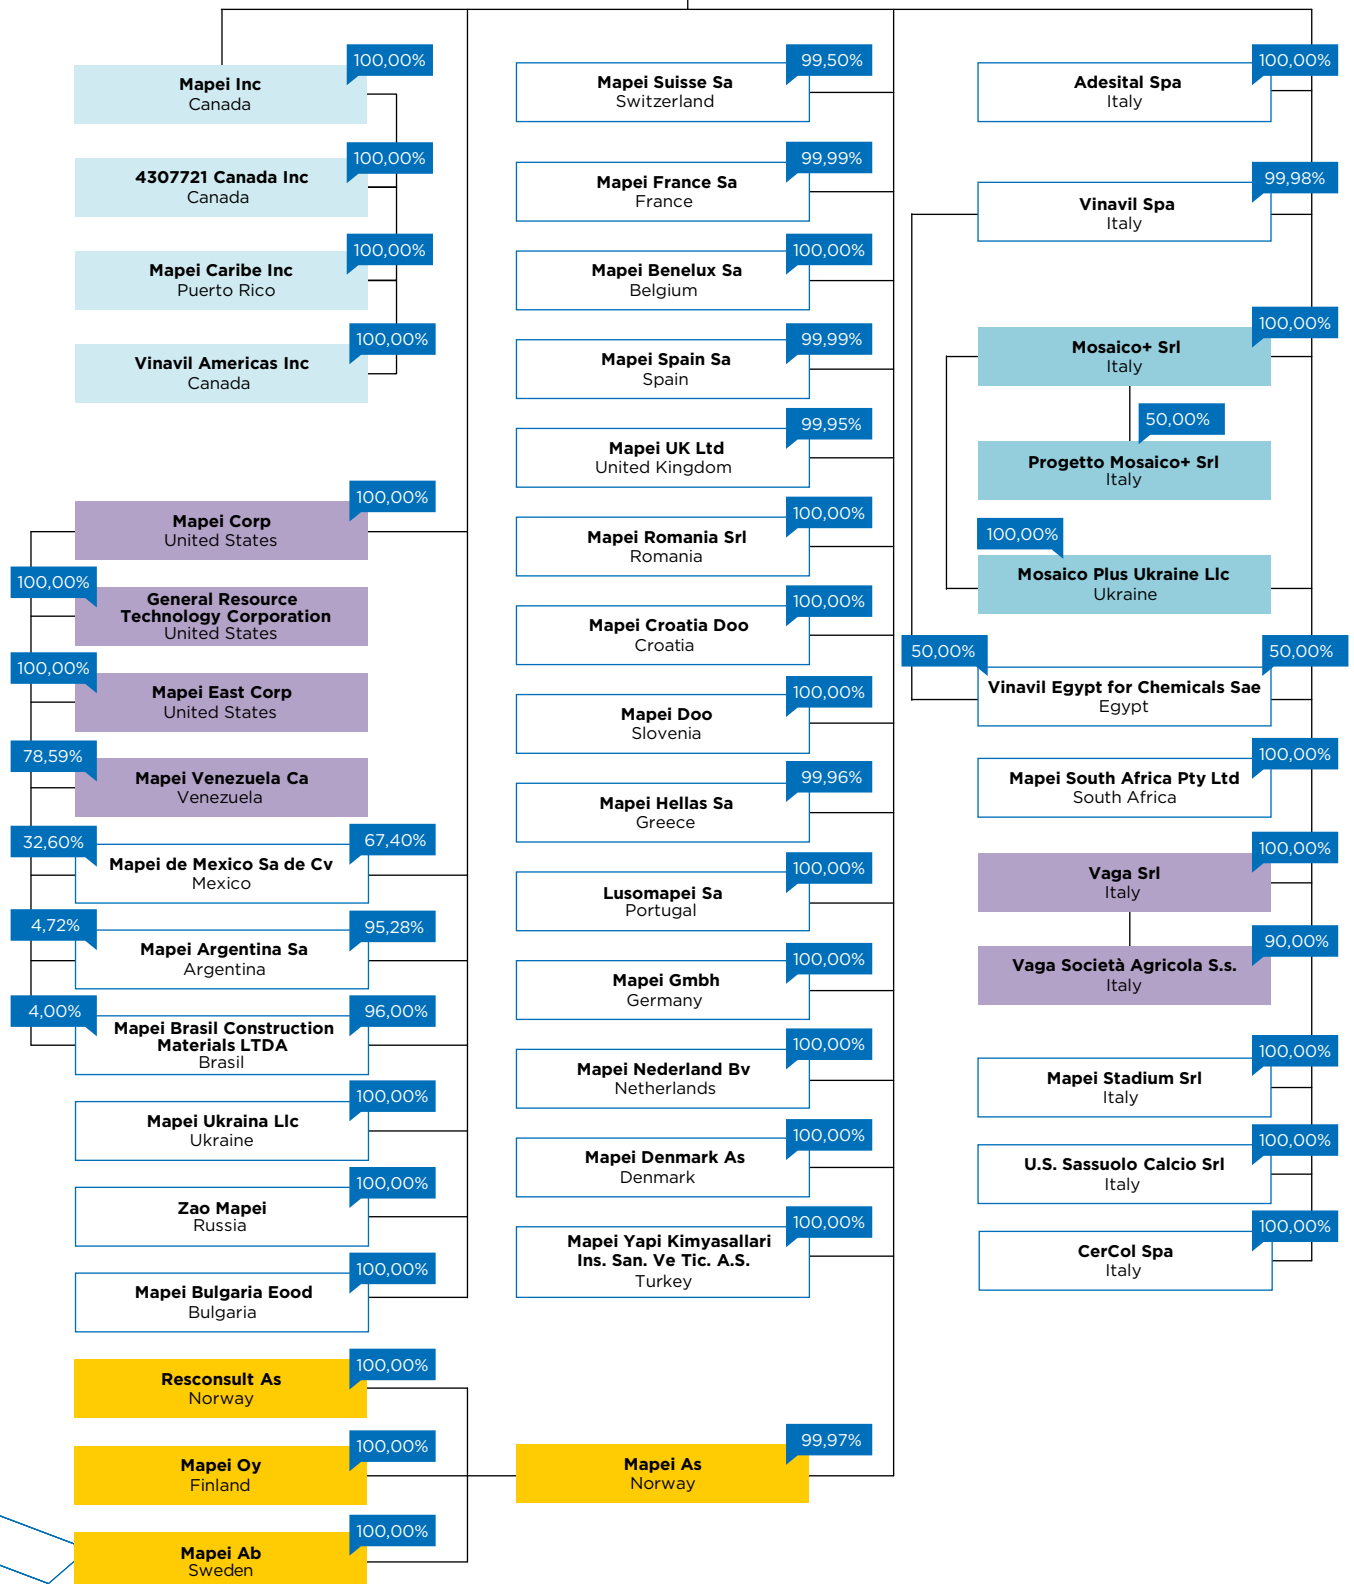 100,00%
Mapei Inc
Canada
100,00%
4307721 Canada Inc
Canada
100,00%
Mapei Caribe Inc
Puerto Rico
100,00%
Vinavil Americas Inc
Canada
100,00%
Mapei Corp
United States
100,00%
General Resource
Technology Corporation
United States
100,00%
Mapei East Corp
United States
78,59%
Mapei Venezuela Ca
Venezuela
32,60%
67,40%
Mapei de Mexico Sa de Cv
Mexico
4,72%
95,28%
Mapei Argentina Sa
Argentina
4,00%
96,00%
Mapei Brasil Construction
Materials LTDA
Brasil
100,00%
Mapei Ukraina Llc
Ukraine
100,00%
Zao Mapei
Russia
100,00%
Mapei Bulgaria Eood
Bulgaria
100,00%
Resconsult As
Norway
100,00%
Mapei Oy
Finland
100,00%
Mapei Ab
Sweden
99,50%
Mapei Suisse Sa
Switzerland
99,99%
Mapei France Sa
France
100,00%
Mapei Benelux Sa
Belgium
99,99%
Mapei Spain Sa
Spain
99,95%
Mapei UK Ltd
United Kingdom
100,00%
Mapei Romania Srl
Romania
100,00%
Mapei Croatia Doo
Croatia
100,00%
Mapei Doo
Slovenia
99,96%
Mapei Hellas Sa
Greece
100,00%
Lusomapei Sa
Portugal
100,00%
Mapei Gmbh
Germany
100,00%
Mapei Nederland Bv
Netherlands
100,00%
Mapei Denmark As
Denmark
100,00%
Mapei Yapi Kimyasallari
Ins. San. Ve Tic. A.S.
Turkey
99,97%
Mapei As
Norway
100,00%
Adesital Spa
Italy
99,98%
Vinavil Spa
Italy
100,00%
Mosaico+ Srl
Italy
50,00%
Progetto Mosaico+ Srl
Italy
100,00%
Mosaico Plus Ukraine Llc
Ukraine
50,00%
50,00%
Vinavil Egypt for Chemicals Sae
Egypt
100,00%
Mapei South Africa Pty Ltd
South Africa
100,00%
Vaga Srl
Italy
90,00%
Vaga Società Agricola S.s.
Italy
100,00%
Mapei Stadium Srl
Italy
100,00%
U.S. Sassuolo Calcio Srl
Italy
100,00%
CerCol Spa
Italy